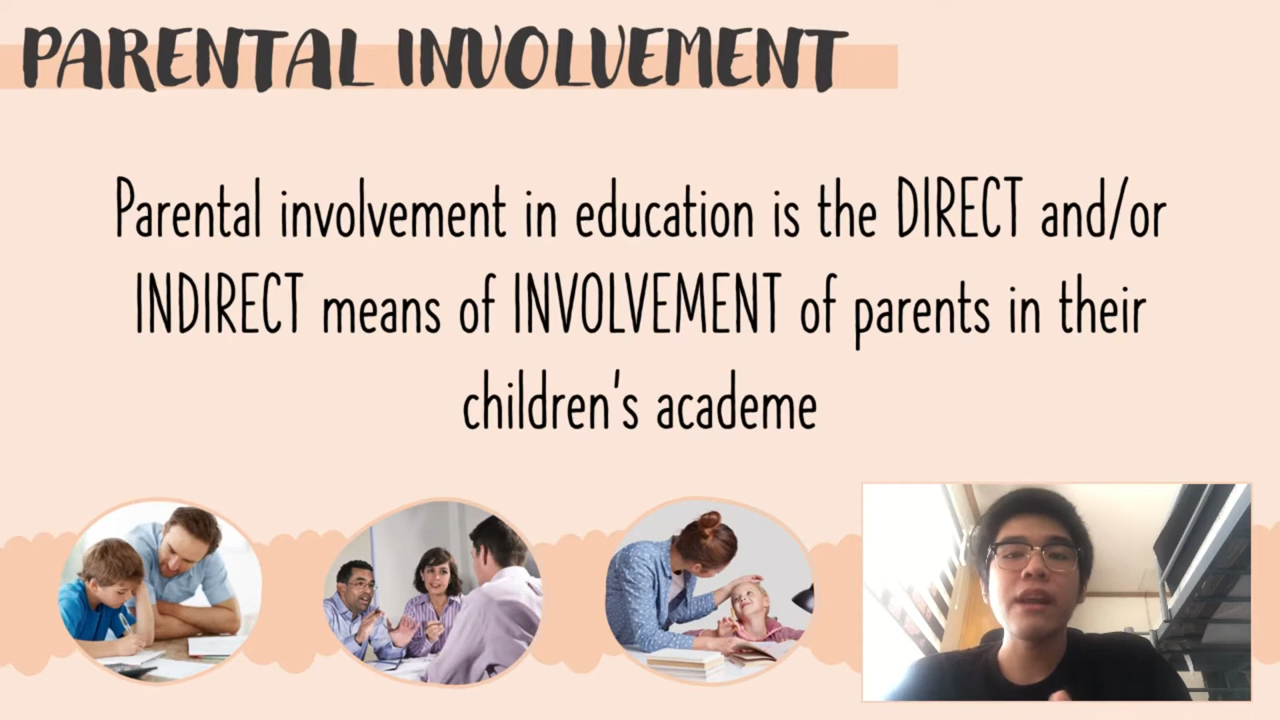 PARENTAL INVOLVEMENT
Parental involvement in education is the DIRECT and/or
INDIRECT means of INVOLVEMENT of parents in their
children's academe